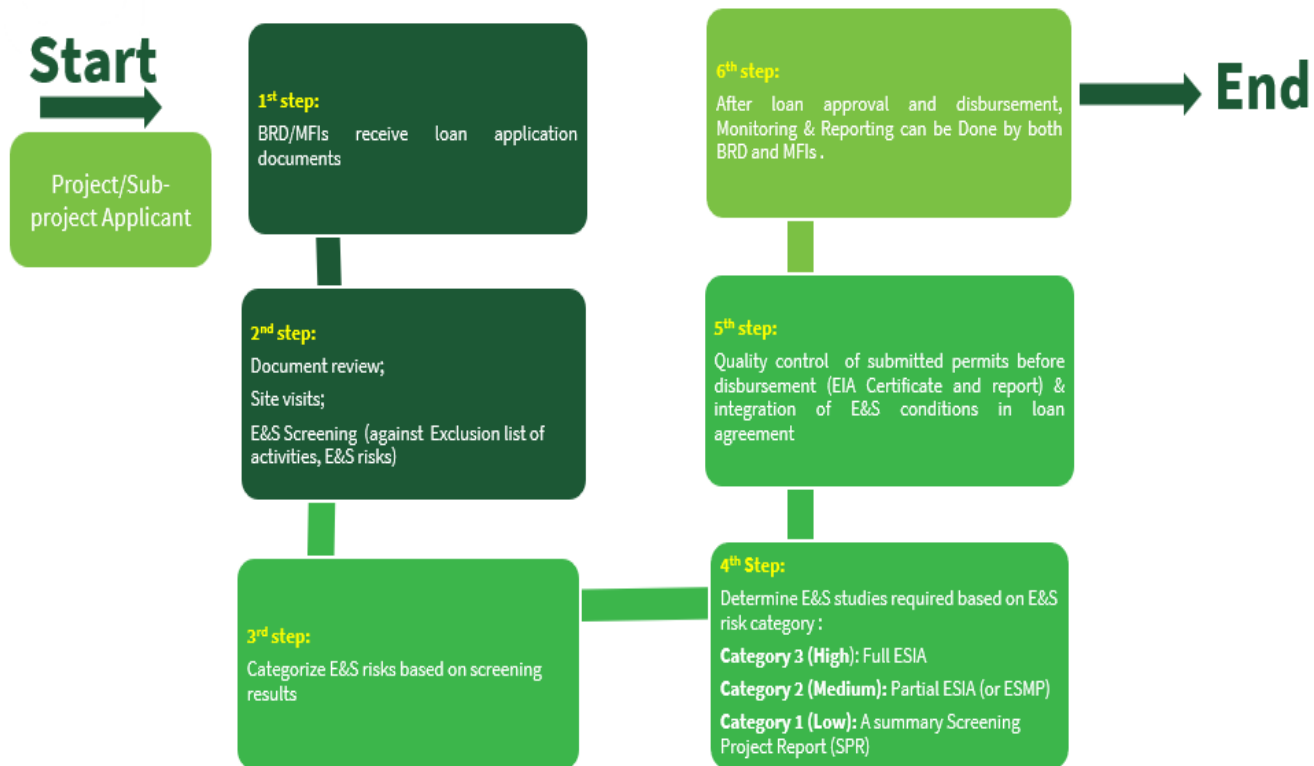 Start
Project/Sub-
project Applicant
1st step:
BRD/MFIs receive loan application
documents
2nd step:
Document review;
Site visits;
E&S Screening (against Exclusion list of
activities, E&S risks)
3rd step:
Categorize E&S risks based on screening
results
4th Step:
Determine E&S studies required based on E&S
risk category :
Category 3 (High): Full ESIA
Category 2 (Medium): Partial ESIA (or ESMP)
Category 1 (Low): A summary Screening
Project Report (SPR)
5th step:
Quality control of submitted permits before
disbursement (EIA Certificate and report) &
integration of E&S conditions in loan
agreement
6th step:
After loan approval and disbursement,
Monitoring & Reporting can be Done by both
BRD and MFIs .
End